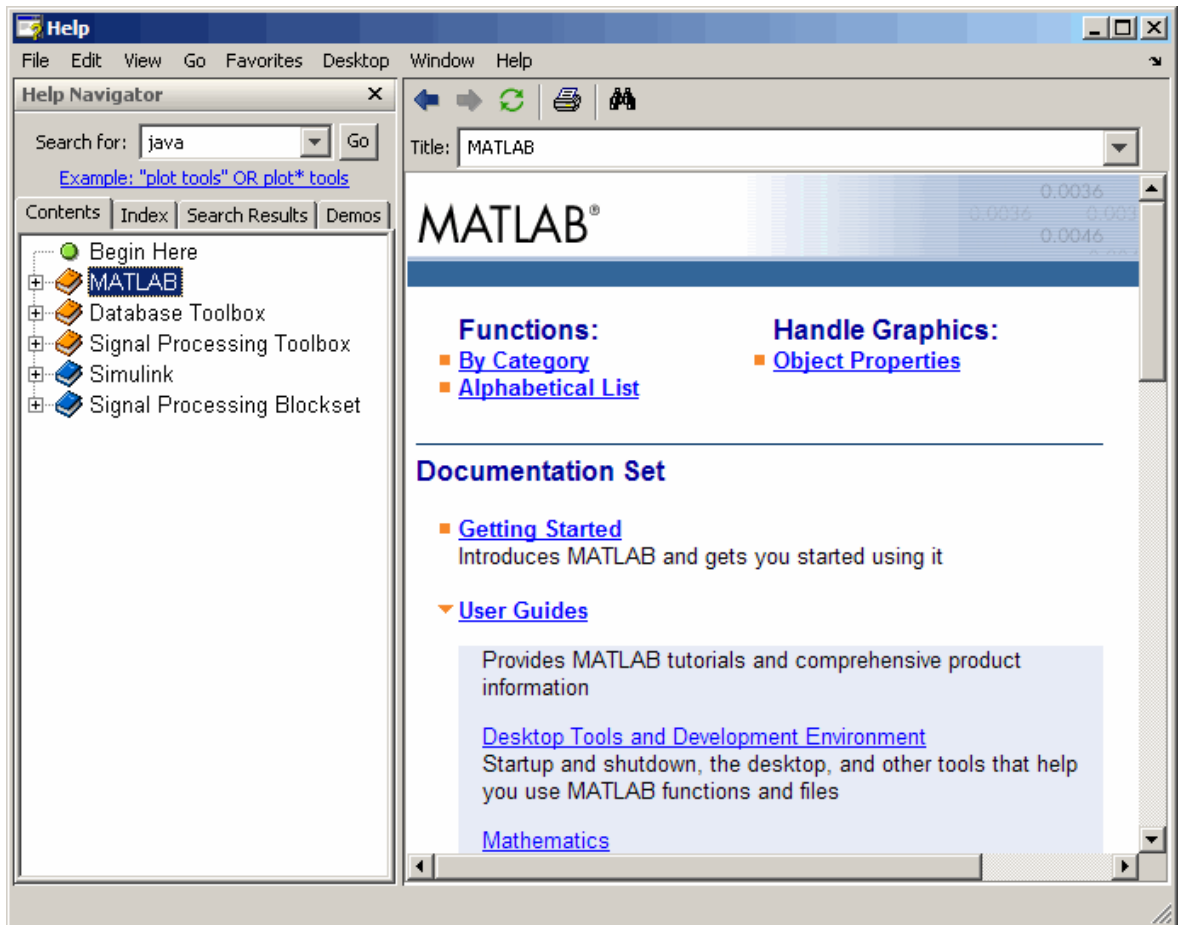 Help
File Edit View Go Favorites Desktop Window Help
Help Navigator
Search for: java Go
Example: "plot tools" OR plot* tools
Contents Index Search Results Demos
Begin Here
MATLAB
Database Toolbox
Signal Processing Toolbox
Simulink
Signal Processing Blockset
Title: MATLAB
MATLAB®
0.0036
0.0036 0.003
0.0046
Functions:
By Category
Alphabetical List
Handle Graphics:
Object Properties
Documentation Set
Getting Started
Introduces MATLAB and gets you started using it
User Guides
Provides MATLAB tutorials and comprehensive product
information
Desktop Tools and Development Environment
Startup and shutdown, the desktop, and other tools that help
you use MATLAB functions and files
Mathematics